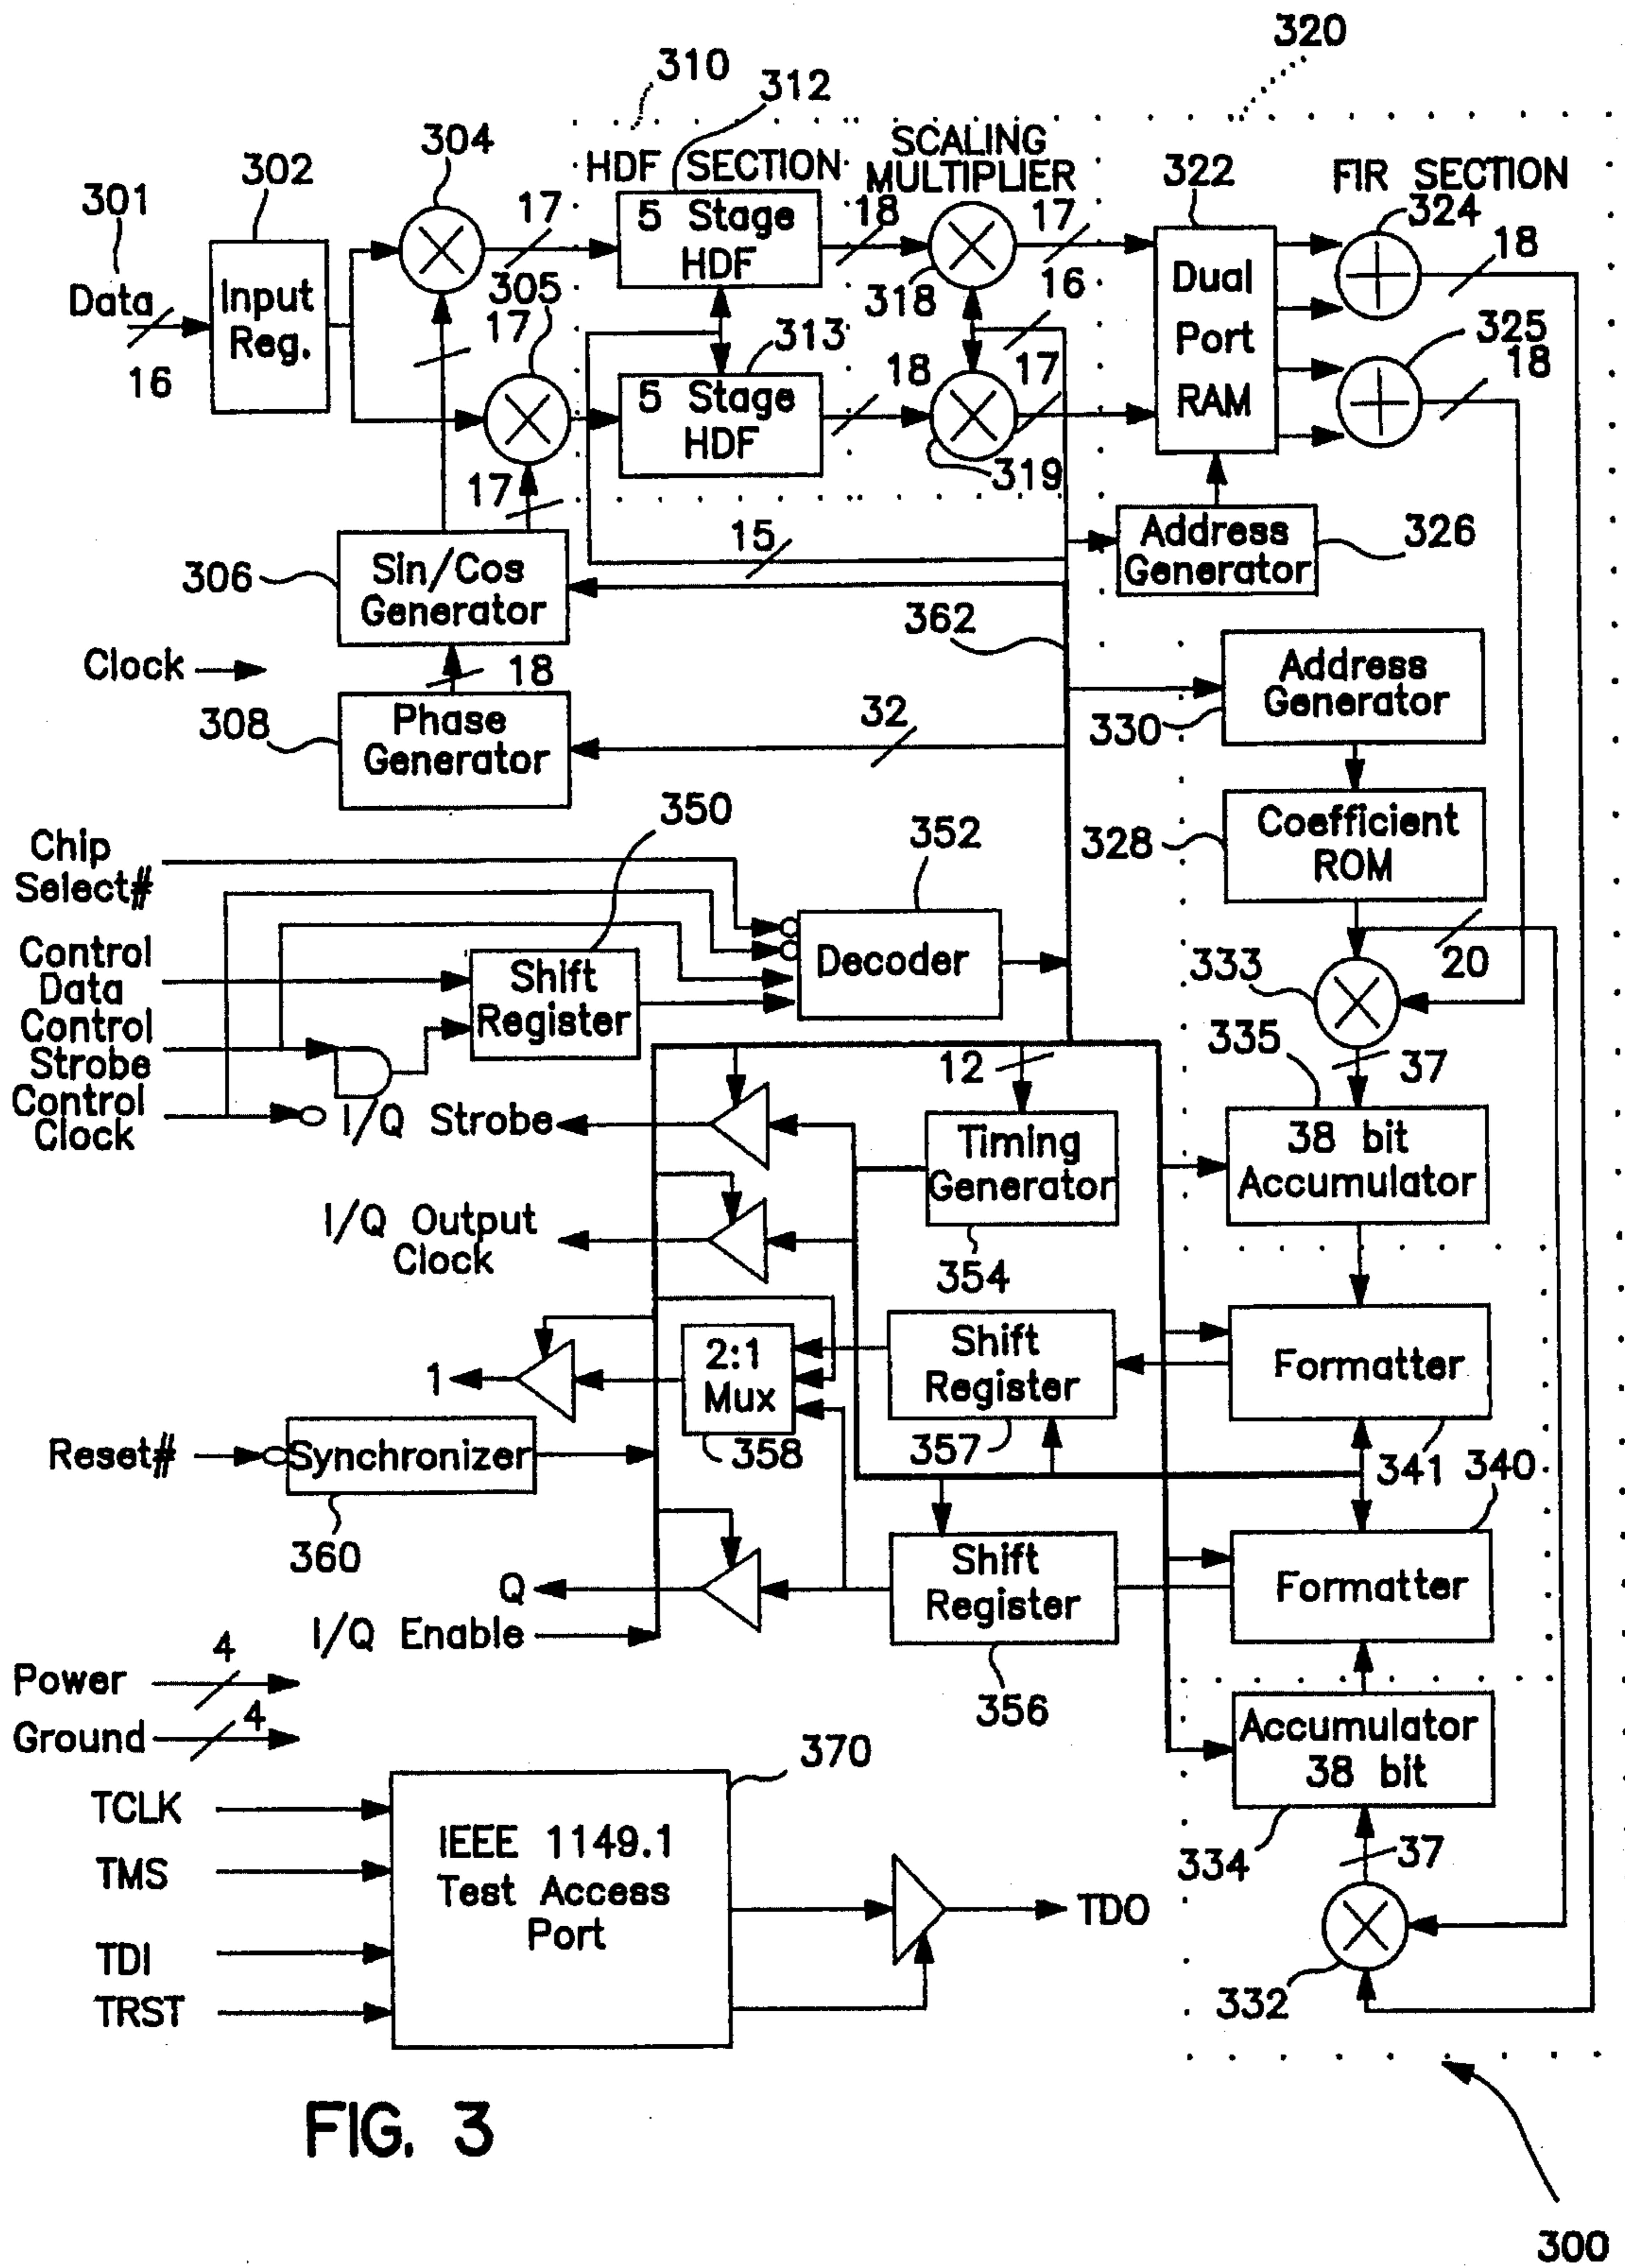 320
310
312
304
SCALING
MULTIPLIER
HDF SECTION
302
322
FIR SECTION
301
17
5 Stage
HDF
18
17
324
18
Data
Input
Reg.
318
16
Dual
Port
RAM
305
17
313
325
18
16
5 Stage
HDF
18
17
319
17
15
Address
Generator
326
306
Sin/Cos
Generator
362
Clock
18
Address
Generator
330
308
Phase
Generator
32
350
352
Coefficient
ROM
328
Chip
Select#
Control
Data
Shift
Register
Decoder
20
333
Control
Strobe
335
12
37
Control
Clock
I/Q Strobe
Timing
Generator
38 bit
Accumulator
I/Q Output
Clock
354
2:1
Mux
Shift
Register
Formatter
1
Reset#
Synchronizer
358
357
341
340
360
Q
Shift
Register
Formatter
I/Q Enable
Power
4
356
Ground
4
Accumulator
38 bit
370
TCLK
IEEE 1149.1
Test Access
Port
TMS
334
37
TDO
TDI
TRST
332
FIG. 3
300